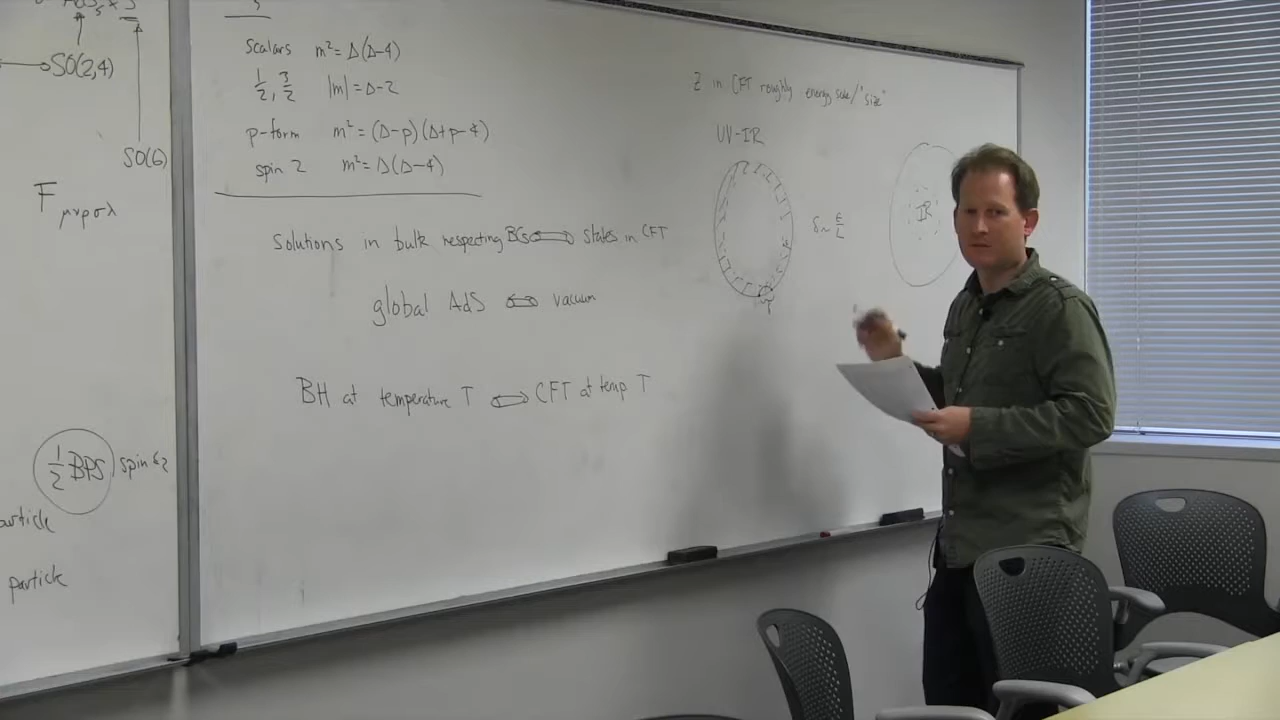 SO(2,4)
SO(6)
F_{μνρσλ}
1/2 BPS spin ≤ 2
particle
particle
scalars m² = Δ(Δ-4)
1/2, 3/2 |m| = Δ-2
p-form m² = (Δ-p)(Δ+p-4)
spin 2 m² = Δ(Δ-4)
solutions in bulk respecting BCs ⟺ states in CFT
global AdS ⟺ vacuum
BH at temperature T ⟺ CFT at temp T
Z in CFT roughly energy scale/"size"
UV-IR
δ ~ ε/L
IR